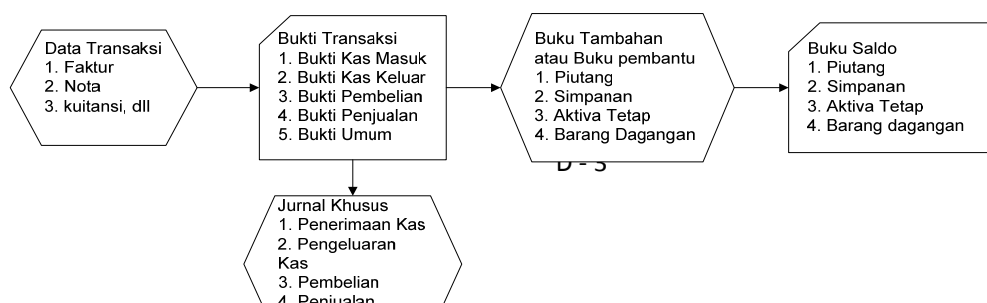 Data Transaksi
1. Faktur
2. Nota
3. kuitansi, dll
Bukti Transaksi
1. Bukti Kas Masuk
2. Bukti Kas Keluar
3. Bukti Pembelian
4. Bukti Penjualan
5. Bukti Umum
Buku Tambahan
atau Buku pembantu
1. Piutang
2. Simpanan
3. Aktiva Tetap
4. Barang Dagangan
Buku Saldo
1. Piutang
2. Simpanan
3. Aktiva Tetap
4. Barang dagangan
Jurnal Khusus
1. Penerimaan Kas
2. Pengeluaran
Kas
3. Pembelian
4. Penjualan